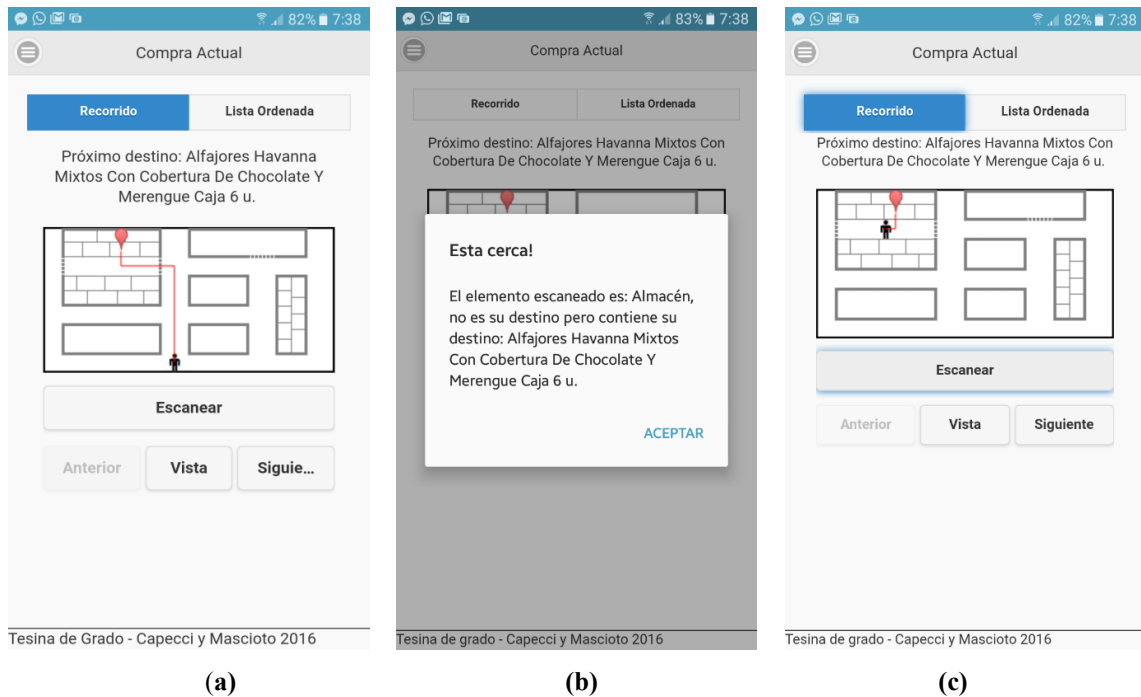 82% 7:38
Compra Actual
Recorrido
Lista Ordenada
Próximo destino: Alfajores Havanna
Mixtos Con Cobertura De Chocolate Y
Merengue Caja 6 u.
Escanear
Anterior
Vista
Siguie...
Tesina de Grado - Capecci y Mascioto 2016
(a)
83% 7:38
Compra Actual
Recorrido
Lista Ordenada
Próximo destino: Alfajores Havanna Mixtos Con
Cobertura De Chocolate Y Merengue Caja 6 u.
Esta cerca!
El elemento escaneado es: Almacén,
no es su destino pero contiene su
destino: Alfajores Havanna Mixtos
Con Cobertura De Chocolate Y
Merengue Caja 6 u.
ACEPTAR
Tesina de grado - Capecci y Mascioto 2016
(b)
82% 7:38
Compra Actual
Recorrido
Lista Ordenada
Próximo destino: Alfajores Havanna Mixtos Con
Cobertura De Chocolate Y Merengue Caja 6 u.
Escanear
Anterior
Vista
Siguiente
Tesina de grado - Capecci y Mascioto 2016
(c)